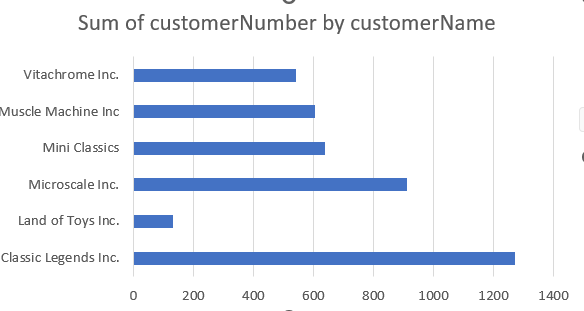 Sum of customerNumber by customerName
Vitachrome Inc.
Muscle Machine Inc
Mini Classics
Microscale Inc.
Land of Toys Inc.
Classic Legends Inc.
0 200 400 600 800 1000 1200 1400